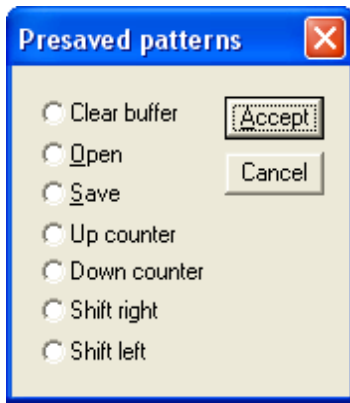 Presaved patterns
Clear buffer
Accept
Open
Cancel
Save
Up counter
Down counter
Shift right
Shift left